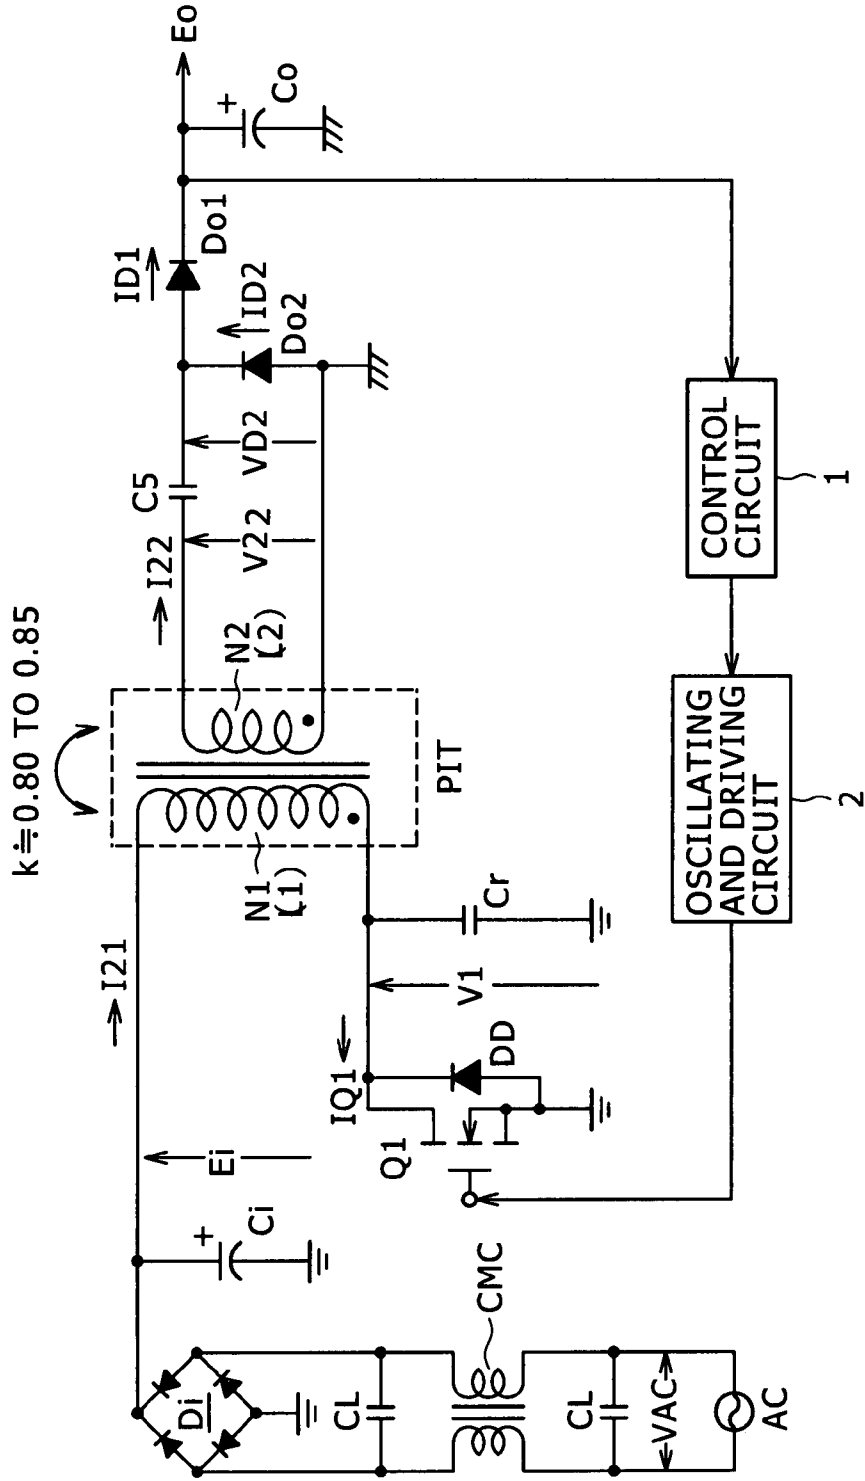 k≒0.80 TO 0.85
I21
I22
C5
ID1
Do1
Eo
+
Co
ID2
Do2
VD2
V22
N2
(L2)
N1
(L1)
PIT
Cr
V1
IQ1
DD
Q1
Ei
+
Ci
Di
CL
CMC
CL
VAC
AC
CONTROL
CIRCUIT
1
OSCILLATING
AND DRIVING
CIRCUIT
2